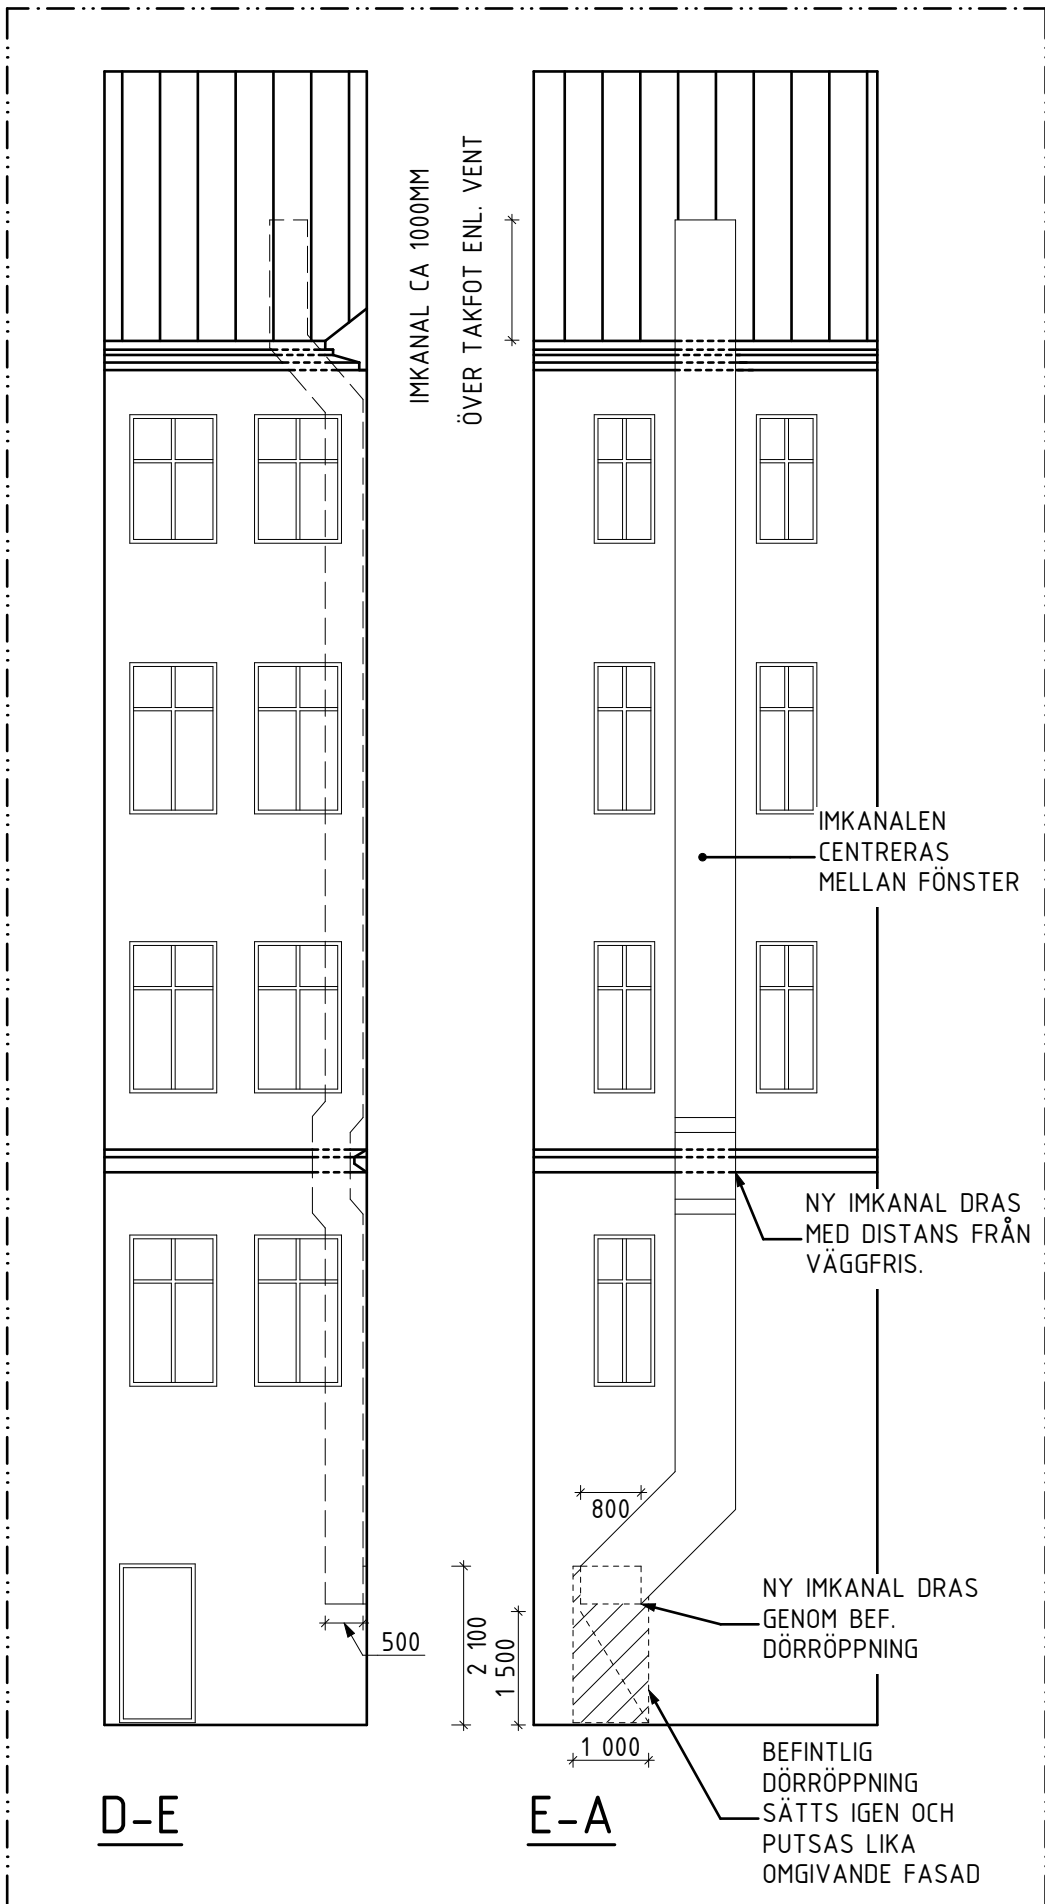 IMKANAL CA 1000MM
ÖVER TAKFOT ENL. VENT
IMKANALEN
CENTRERAS
MELLAN FÖNSTER
NY IMKANAL DRAS
MED DISTANS FRÅN
VÄGGFRIS.
800
NY IMKANAL DRAS
GENOM BEF.
DÖRRÖPPNING
500
2 100
1 500
1 000
BEFINTLIG
DÖRRÖPPNING
SÄTTS IGEN OCH
PUTSAS LIKA
OMGIVANDE FASAD
D-E
E-A